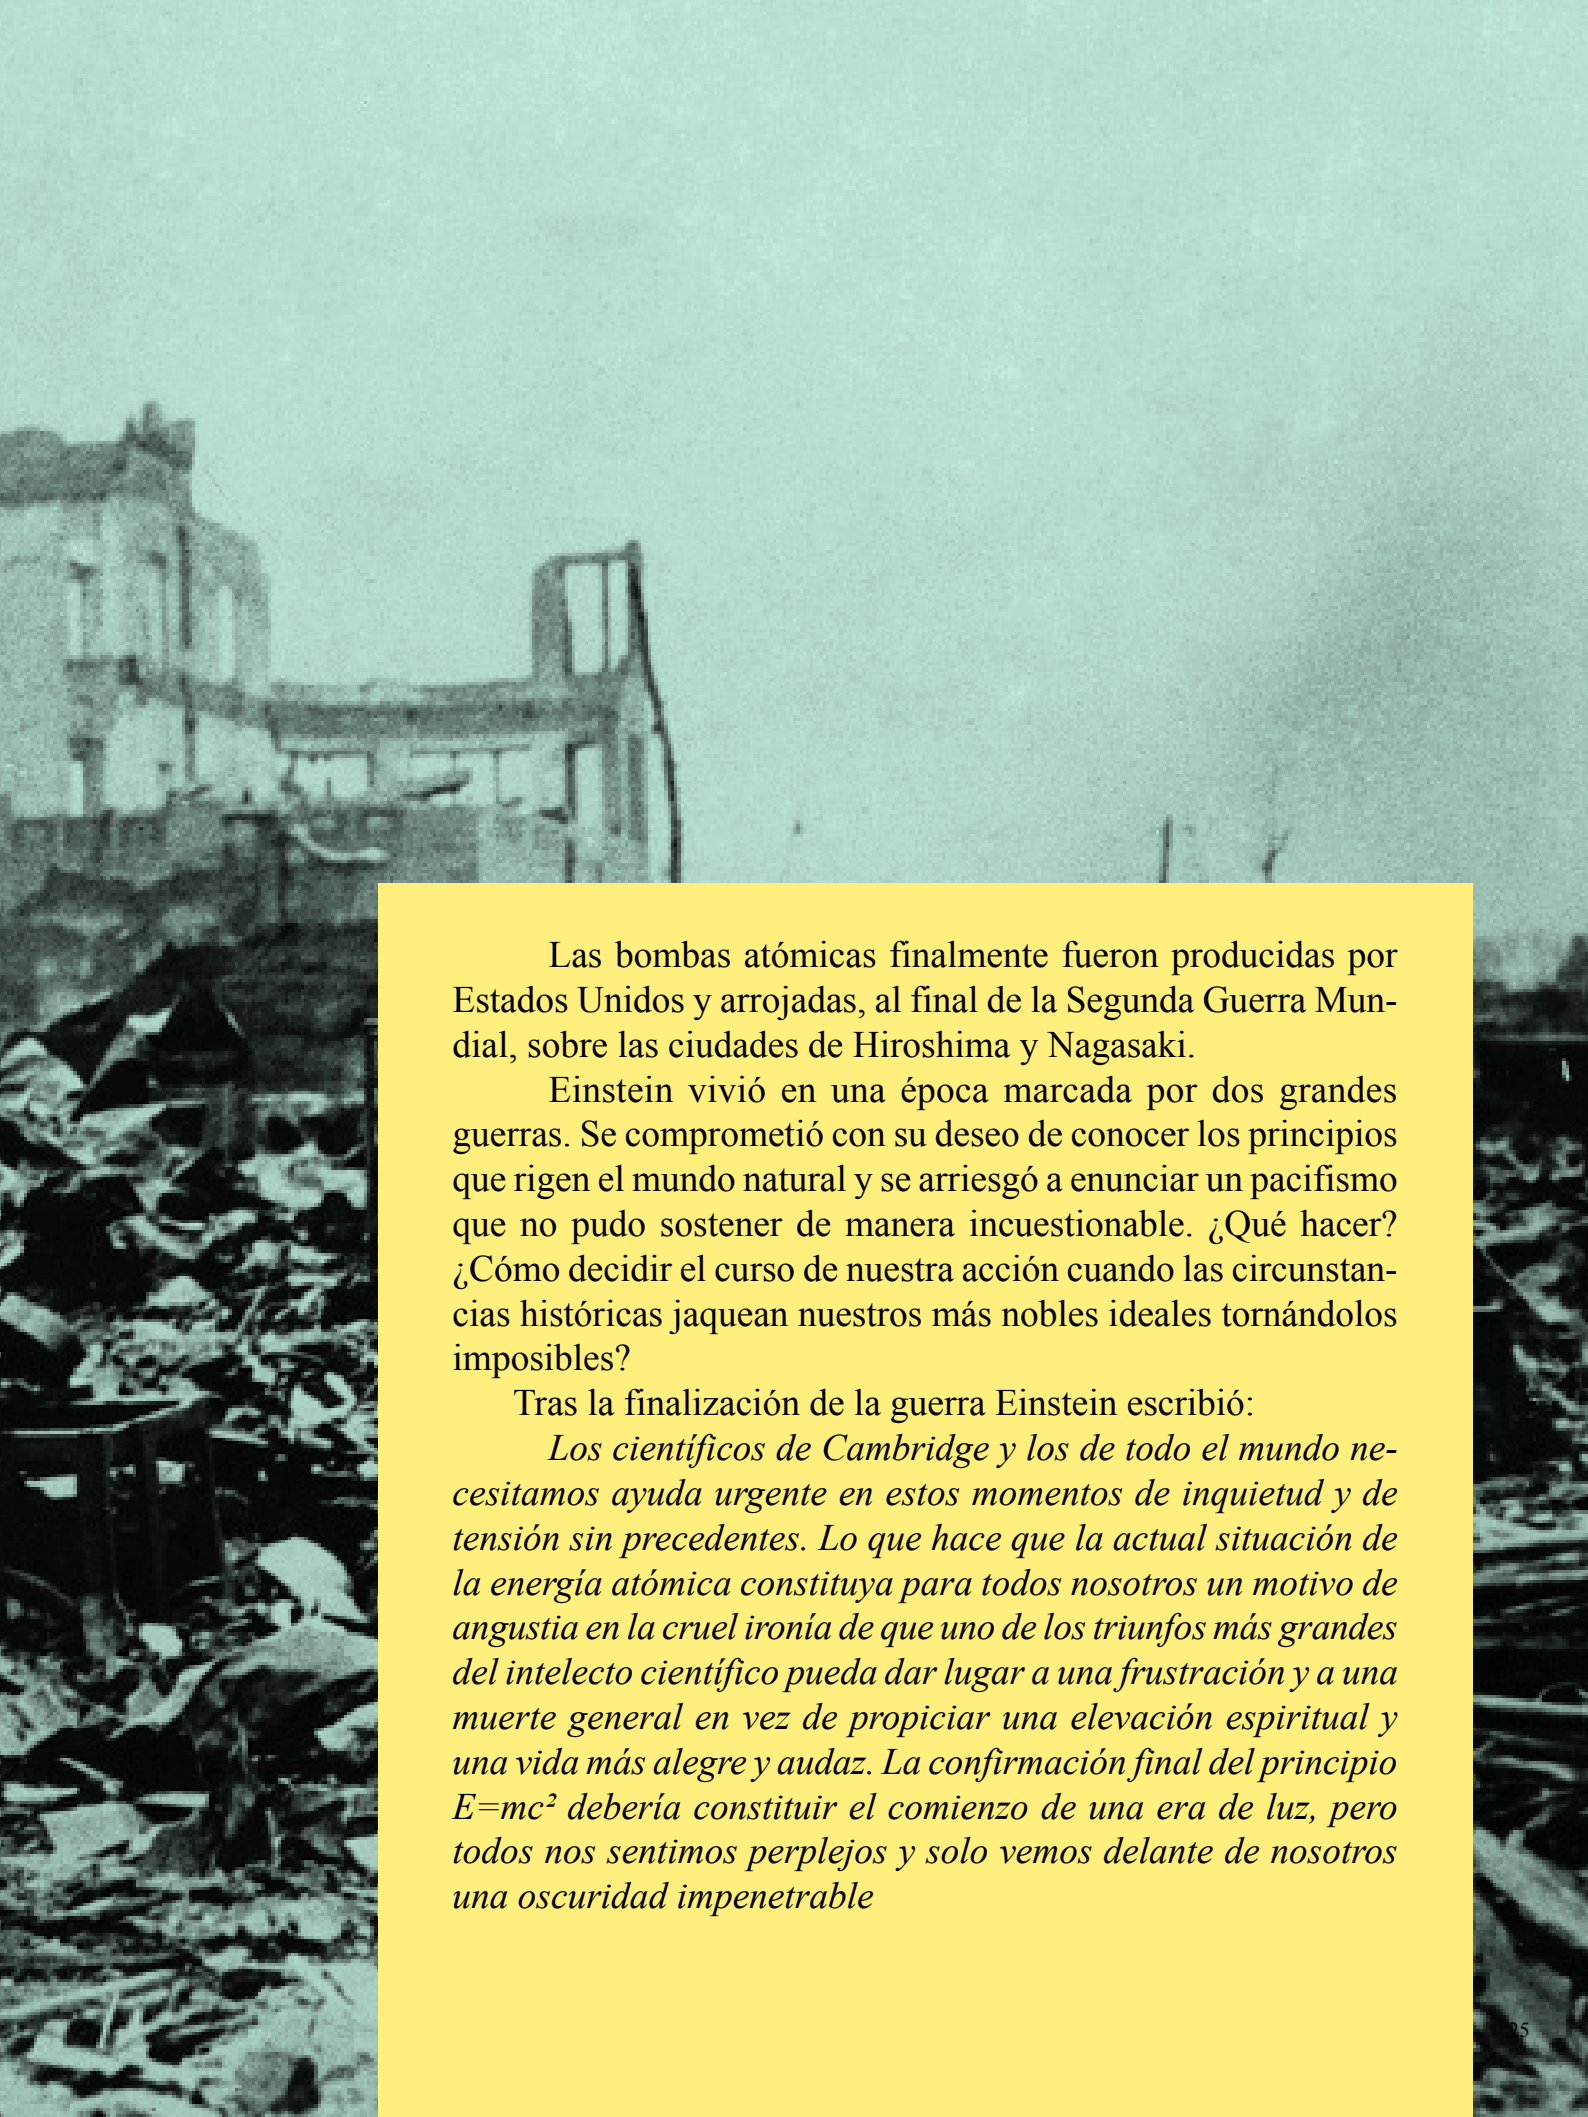 Las bombas atómicas finalmente fueron producidas por
Estados Unidos y arrojadas, al final de la Segunda Guerra Mun-
dial, sobre las ciudades de Hiroshima y Nagasaki.
Einstein vivió en una época marcada por dos grandes
guerras. Se comprometió con su deseo de conocer los principios
que rigen el mundo natural y se arriesgó a enunciar un pacifismo
que no pudo sostener de manera incuestionable. ¿Qué hacer?
¿Cómo decidir el curso de nuestra acción cuando las circunstan-
cias históricas jaquean nuestros más nobles ideales tornándolos
imposibles?
Tras la finalización de la guerra Einstein escribió:
Los científicos de Cambridge y los de todo el mundo ne-
cesitamos ayuda urgente en estos momentos de inquietud y de
tensión sin precedentes. Lo que hace que la actual situación de
la energía atómica constituya para todos nosotros un motivo de
angustia en la cruel ironía de que uno de los triunfos más grandes
del intelecto científico pueda dar lugar a una frustración y a una
muerte general en vez de propiciar una elevación espiritual y
una vida más alegre y audaz. La confirmación final del principio
E=mc² debería constituir el comienzo de una era de luz, pero
todos nos sentimos perplejos y solo vemos delante de nosotros
una oscuridad impenetrable
25